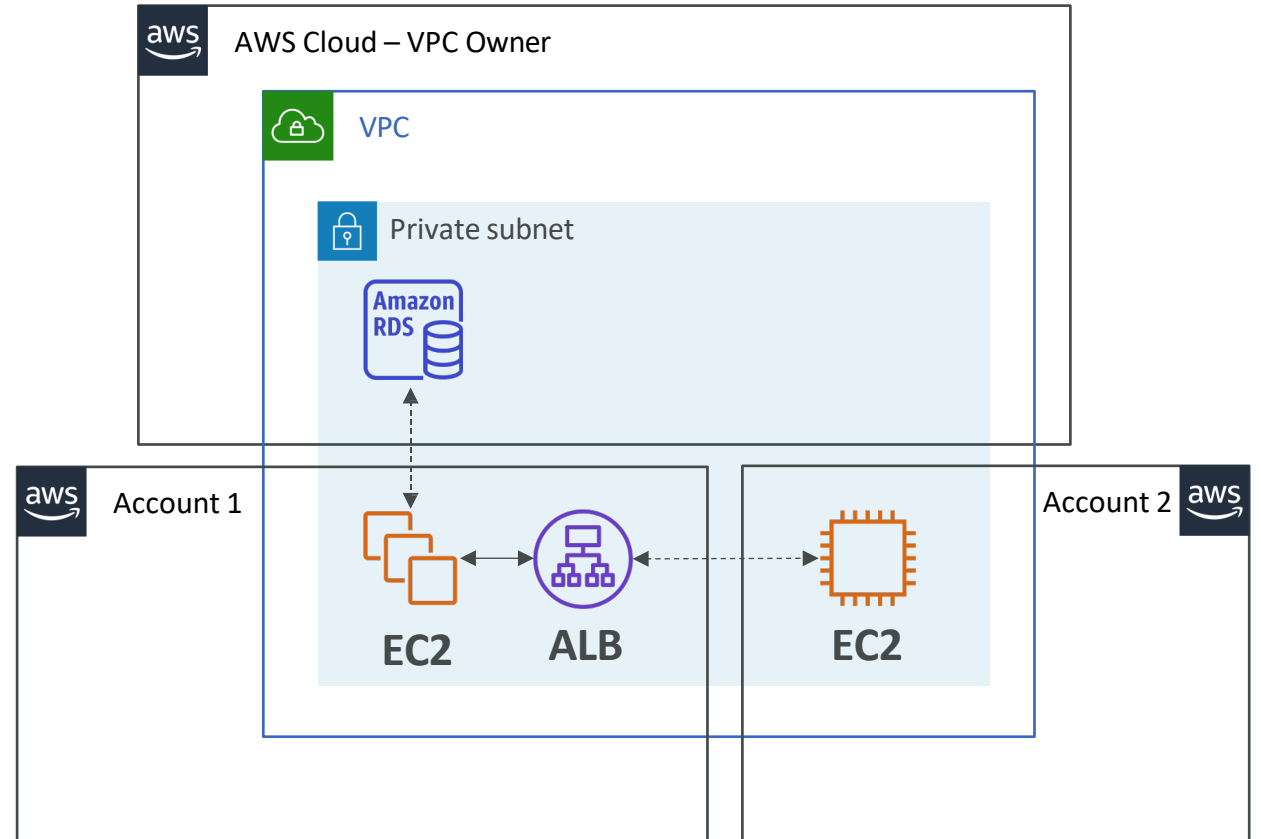 aws
AWS Cloud – VPC Owner
VPC
Private subnet
Amazon
RDS
aws
Account 1
Account 2
aws
EC2
ALB
EC2